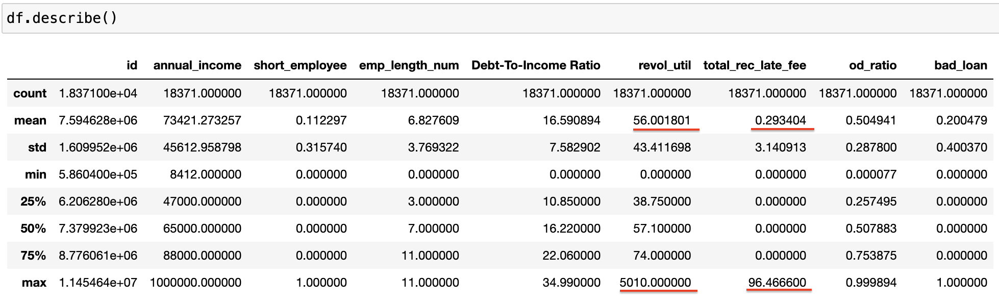 df.describe()
id annual_income short_employee emp_length_num Debt-To-Income Ratio revol_util total_rec_late_fee od_ratio bad_loan
count 1.837100e+04 18371.000000 18371.000000 18371.000000 18371.000000 18371.000000 18371.000000 18371.000000 18371.000000
mean 7.594628e+06 73421.273257 0.112297 6.827609 16.590894 56.001801 0.293404 0.504941 0.200479
std 1.609952e+06 45612.958798 0.315740 3.769322 7.582902 43.411698 3.140913 0.287800 0.400370
min 5.860400e+05 8412.000000 0.000000 0.000000 0.000000 0.000000 0.000000 0.000077 0.000000
25% 6.206280e+06 47000.000000 0.000000 3.000000 10.850000 38.750000 0.000000 0.257495 0.000000
50% 7.379923e+06 65000.000000 0.000000 7.000000 16.220000 57.100000 0.000000 0.507883 0.000000
75% 8.776061e+06 88000.000000 0.000000 11.000000 22.060000 74.000000 0.000000 0.753875 0.000000
max 1.145464e+07 1000000.000000 1.000000 11.000000 34.990000 5010.000000 96.466600 0.999894 1.000000